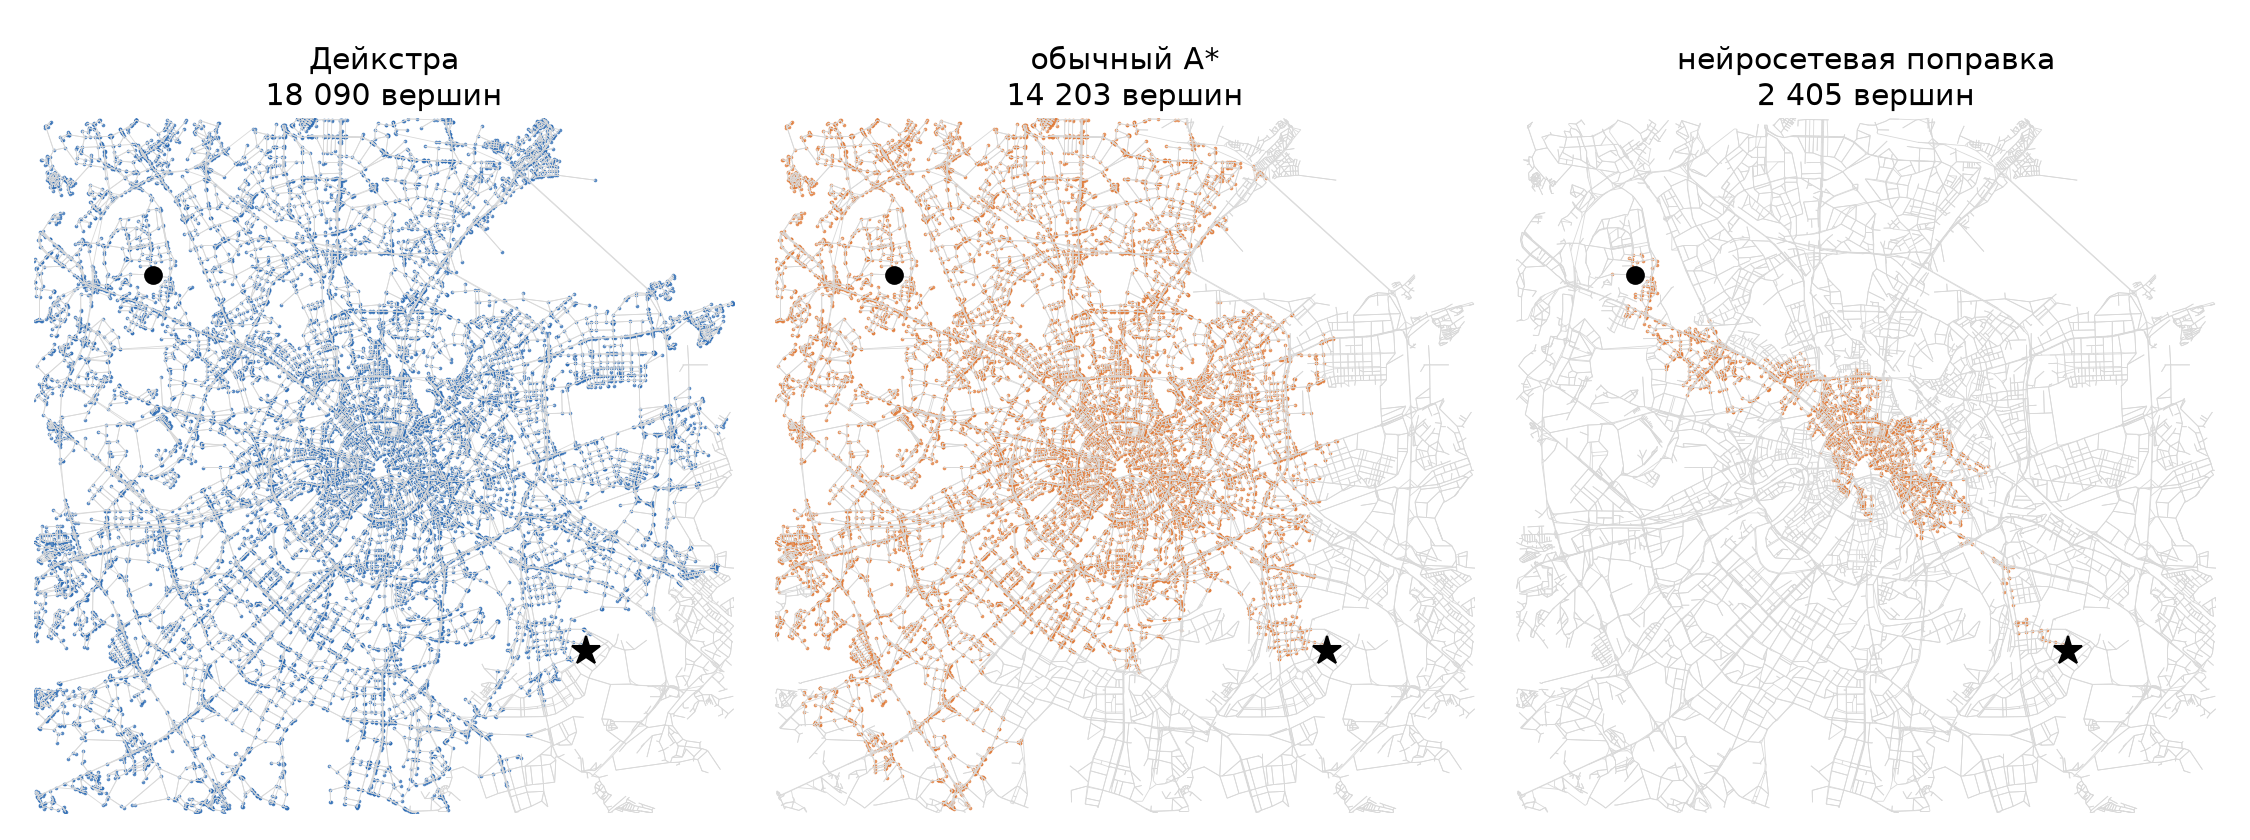 Дейкстра
18 090 вершин
обычный A*
14 203 вершин
нейросетевая поправка
2 405 вершин